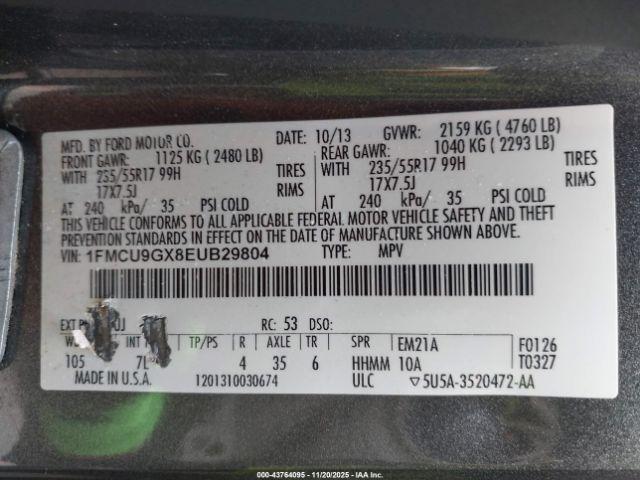 MFD. BY FORD MOTOR CO. DATE: 10/13 GVWR: 2159 KG ( 4760 LB)
FRONT GAWR: 1125 KG ( 2480 LB) REAR GAWR: 1040 KG ( 2293 LB)
WITH 235/55R17 99H TIRES WITH 235/55R17 99H TIRES
17X7.5J RIMS 17X7.5J RIMS
AT 240 kPa/ 35 PSI COLD AT 240 kPa/ 35 PSI COLD
THIS VEHICLE CONFORMS TO ALL APPLICABLE FEDERAL MOTOR VEHICLE SAFETY AND THEFT
PREVENTION STANDARDS IN EFFECT ON THE DATE OF MANUFACTURE SHOWN ABOVE.
VIN: 1FMCU9GX8EUB29804 TYPE: MPV
EXT RC: 53 DSO:
TP/PS R AXLE TR SPR EM21A F0126
105 7L 4 35 6 HHMM 10A T0327
MADE IN U.S.A. 1201310030674 ULC ▽5U5A-3520472-AA
000-43764095 - 11/20/2025 - IAA Inc.